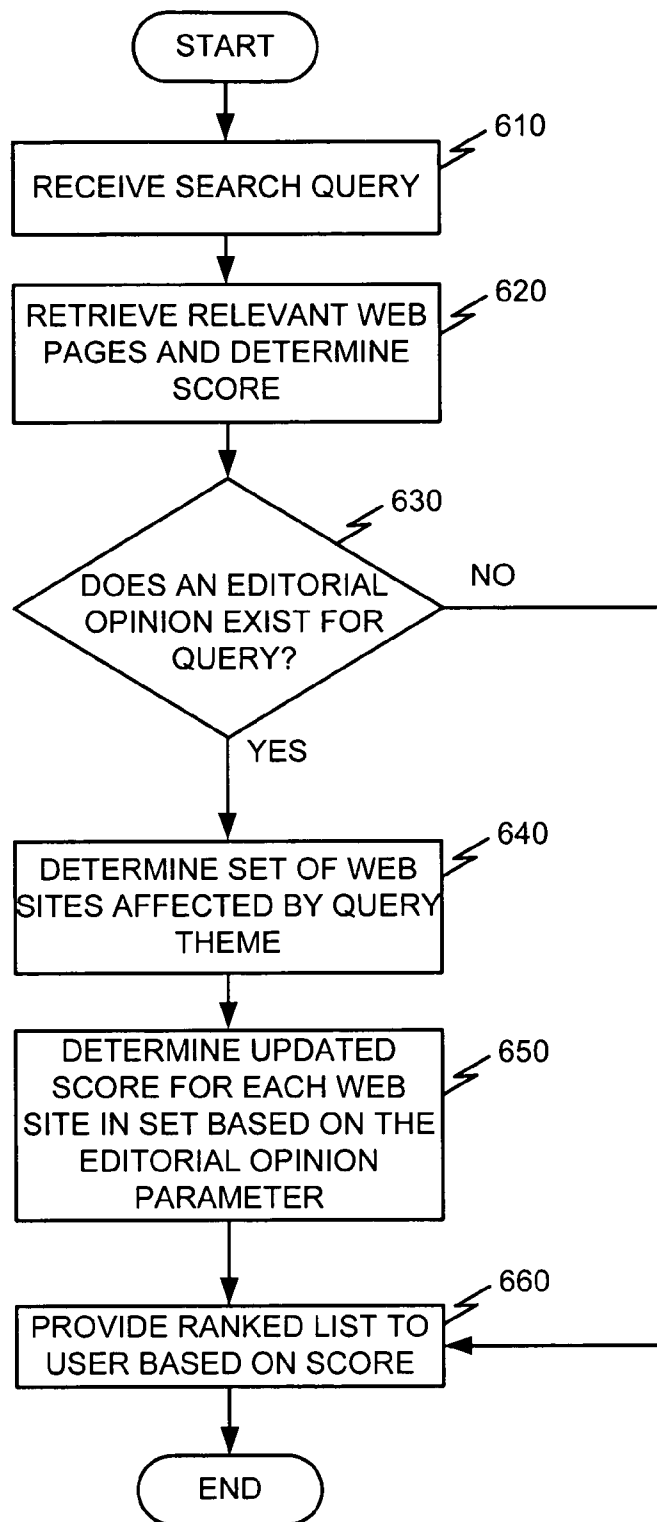 START
610
RECEIVE SEARCH QUERY
620
RETRIEVE RELEVANT WEB
PAGES AND DETERMINE
SCORE
630
DOES AN EDITORIAL
OPINION EXIST FOR
QUERY?
NO
YES
640
DETERMINE SET OF WEB
SITES AFFECTED BY QUERY
THEME
650
DETERMINE UPDATED
SCORE FOR EACH WEB
SITE IN SET BASED ON THE
EDITORIAL OPINION
PARAMETER
660
PROVIDE RANKED LIST TO
USER BASED ON SCORE
END